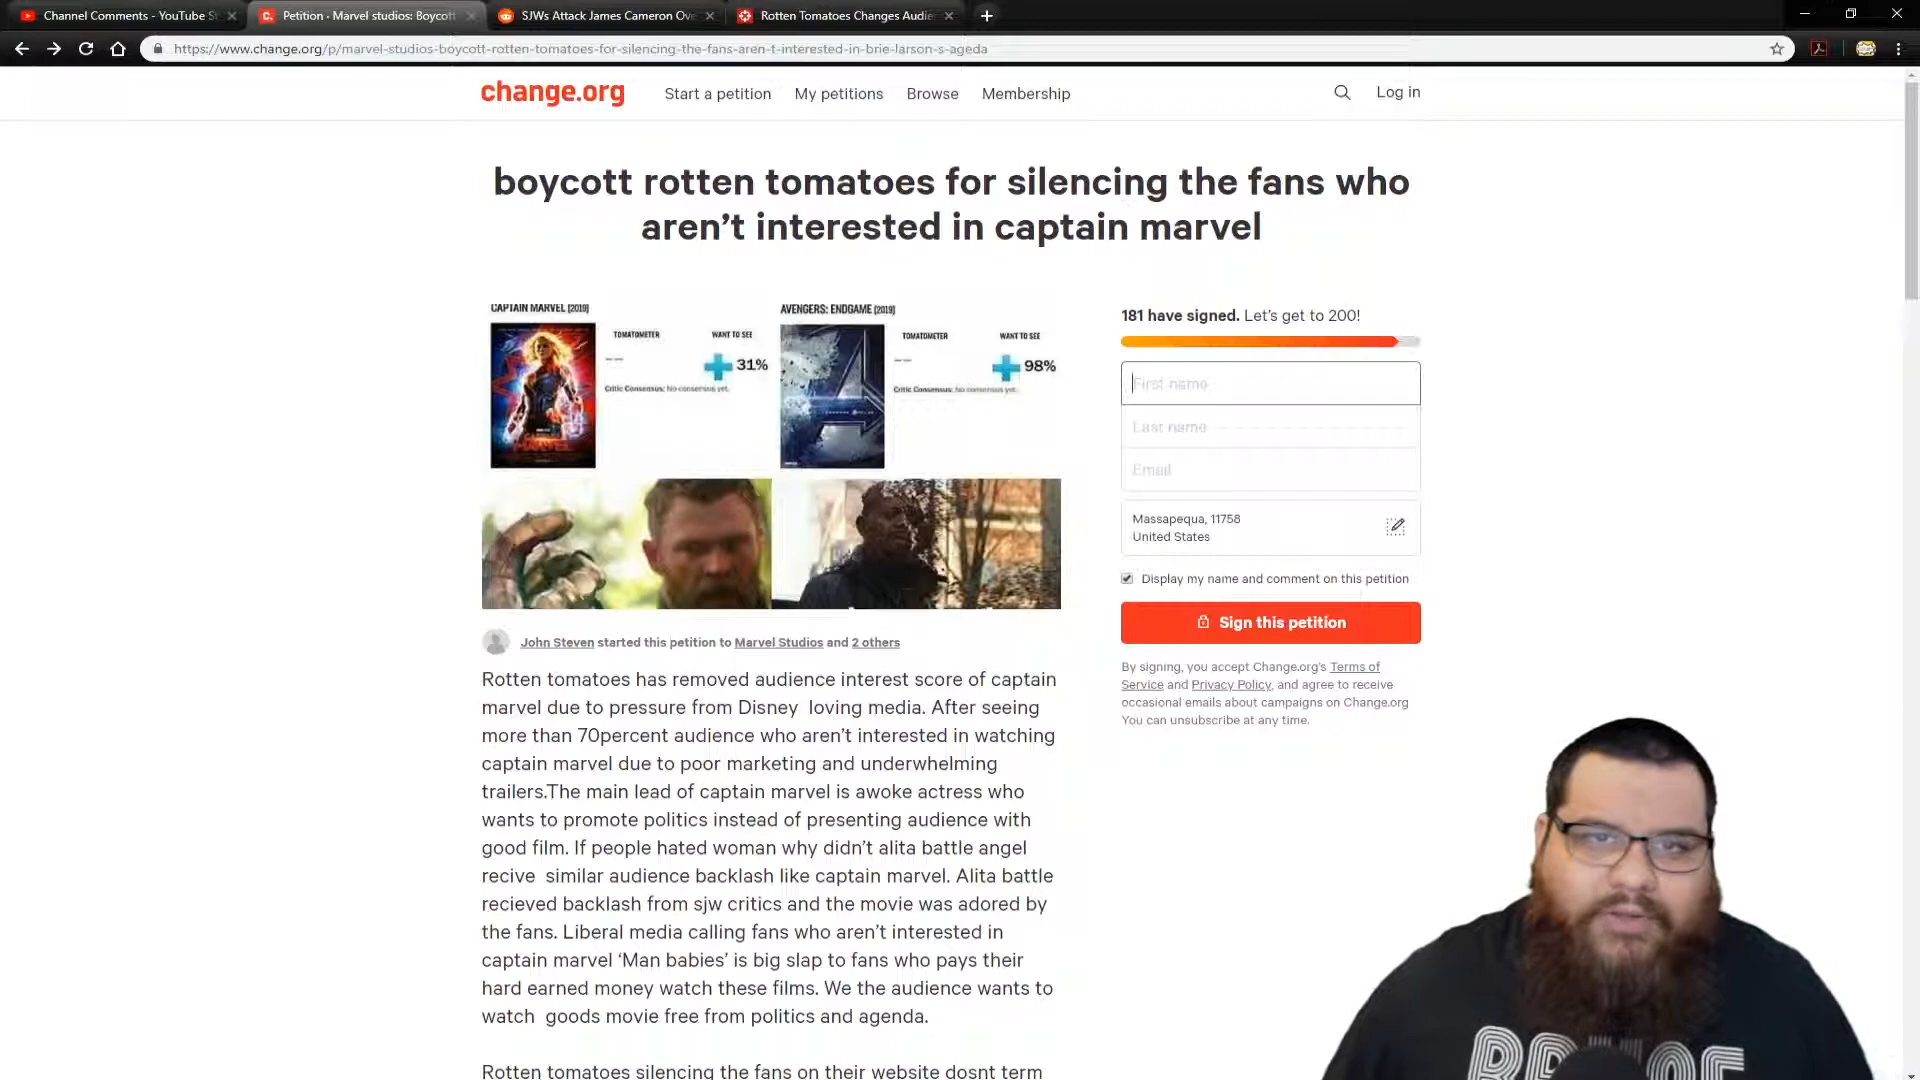 Channel Comments - YouTube S
Petition · Marvel studios: Boycott
SJWs Attack James Cameron Ov
Rotten Tomatoes Changes Audie
https://www.change.org/p/marvel-studios-boycott-rotten-tomatoes-for-silencing-the-fans-aren-t-interested-in-brie-larson-s-ageda
change.org
Start a petition
My petitions
Browse
Membership
Log in
boycott rotten tomatoes for silencing the fans who
aren't interested in captain marvel
CAPTAIN MARVEL (2019)
TOMATOMETER
WANT TO SEE
31%
Critic Consensus: No consensus yet.
AVENGERS: ENDGAME (2019)
TOMATOMETER
WANT TO SEE
98%
Critic Consensus: No consensus yet.
181 have signed. Let's get to 200!
First name
Last name
Email
Massapequa, 11758
United States
Display my name and comment on this petition
Sign this petition
By signing, you accept Change.org's Terms of
Service and Privacy Policy, and agree to receive
occasional emails about campaigns on Change.org
You can unsubscribe at any time.
John Steven started this petition to Marvel Studios and 2 others
Rotten tomatoes has removed audience interest score of captain
marvel due to pressure from Disney loving media. After seeing
more than 70percent audience who aren't interested in watching
captain marvel due to poor marketing and underwhelming
trailers.The main lead of captain marvel is awoke actress who
wants to promote politics instead of presenting audience with
good film. If people hated woman why didn't alita battle angel
recive similar audience backlash like captain marvel. Alita battle
recieved backlash from sjw critics and the movie was adored by
the fans. Liberal media calling fans who aren't interested in
captain marvel 'Man babies' is big slap to fans who pays their
hard earned money watch these films. We the audience wants to
watch goods movie free from politics and agenda.
Rotten tomatoes silencing the fans on their website dosnt term